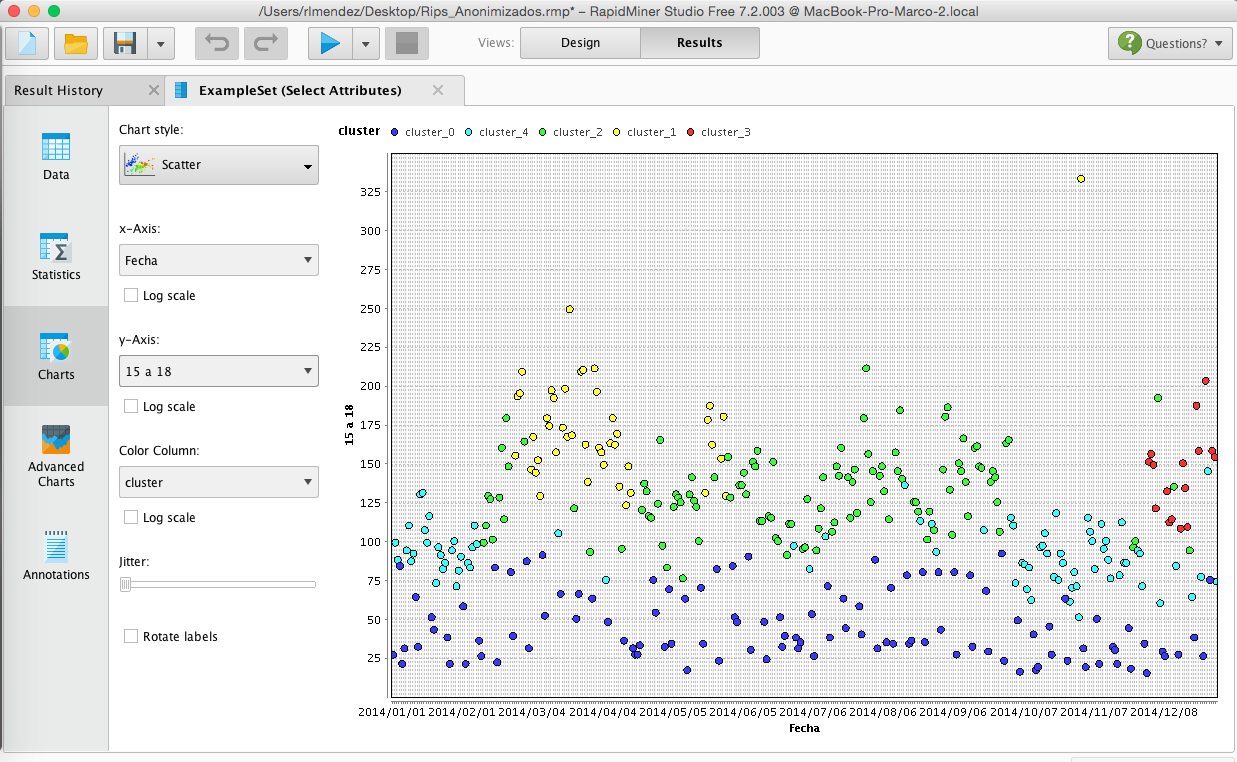 /Users/rlmendez/Desktop/Rips_Anonimizados.rmp* – RapidMiner Studio Free 7.2.003 @ MacBook-Pro-Marco-2.local
Views: Design Results
? Questions?
Result History ExampleSet (Select Attributes)
Data
Statistics
Charts
Advanced
Charts
Annotations
Chart style:
Scatter
x-Axis:
Fecha
Log scale
y-Axis:
15 a 18
Log scale
Color Column:
cluster
Log scale
Jitter:
Rotate labels
cluster cluster_0 cluster_4 cluster_2 cluster_1 cluster_3
325
300
275
250
225
200
175
150
125
100
75
50
25
15 a 18
2014/01/01 2014/02/01 2014/03/04 2014/04/04 2014/05/05 2014/06/05 2014/07/06 2014/08/06 2014/09/06 2014/10/07 2014/11/07 2014/12/08
Fecha